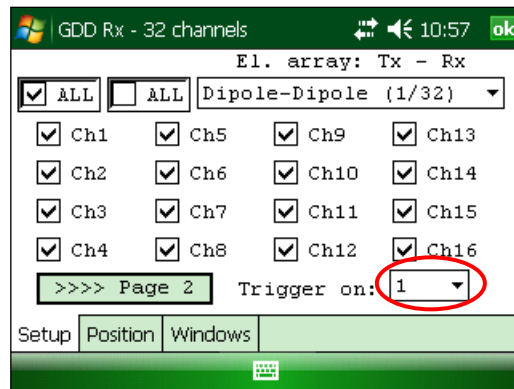 GDD Rx - 32 channels 10:57 ok
El. array: Tx - Rx
ALL ALL Dipole-Dipole (1/32)
Ch1 Ch5 Ch9 Ch13
Ch2 Ch6 Ch10 Ch14
Ch3 Ch7 Ch11 Ch15
Ch4 Ch8 Ch12 Ch16
>>>> Page 2 Trigger on: 1
Setup Position Windows